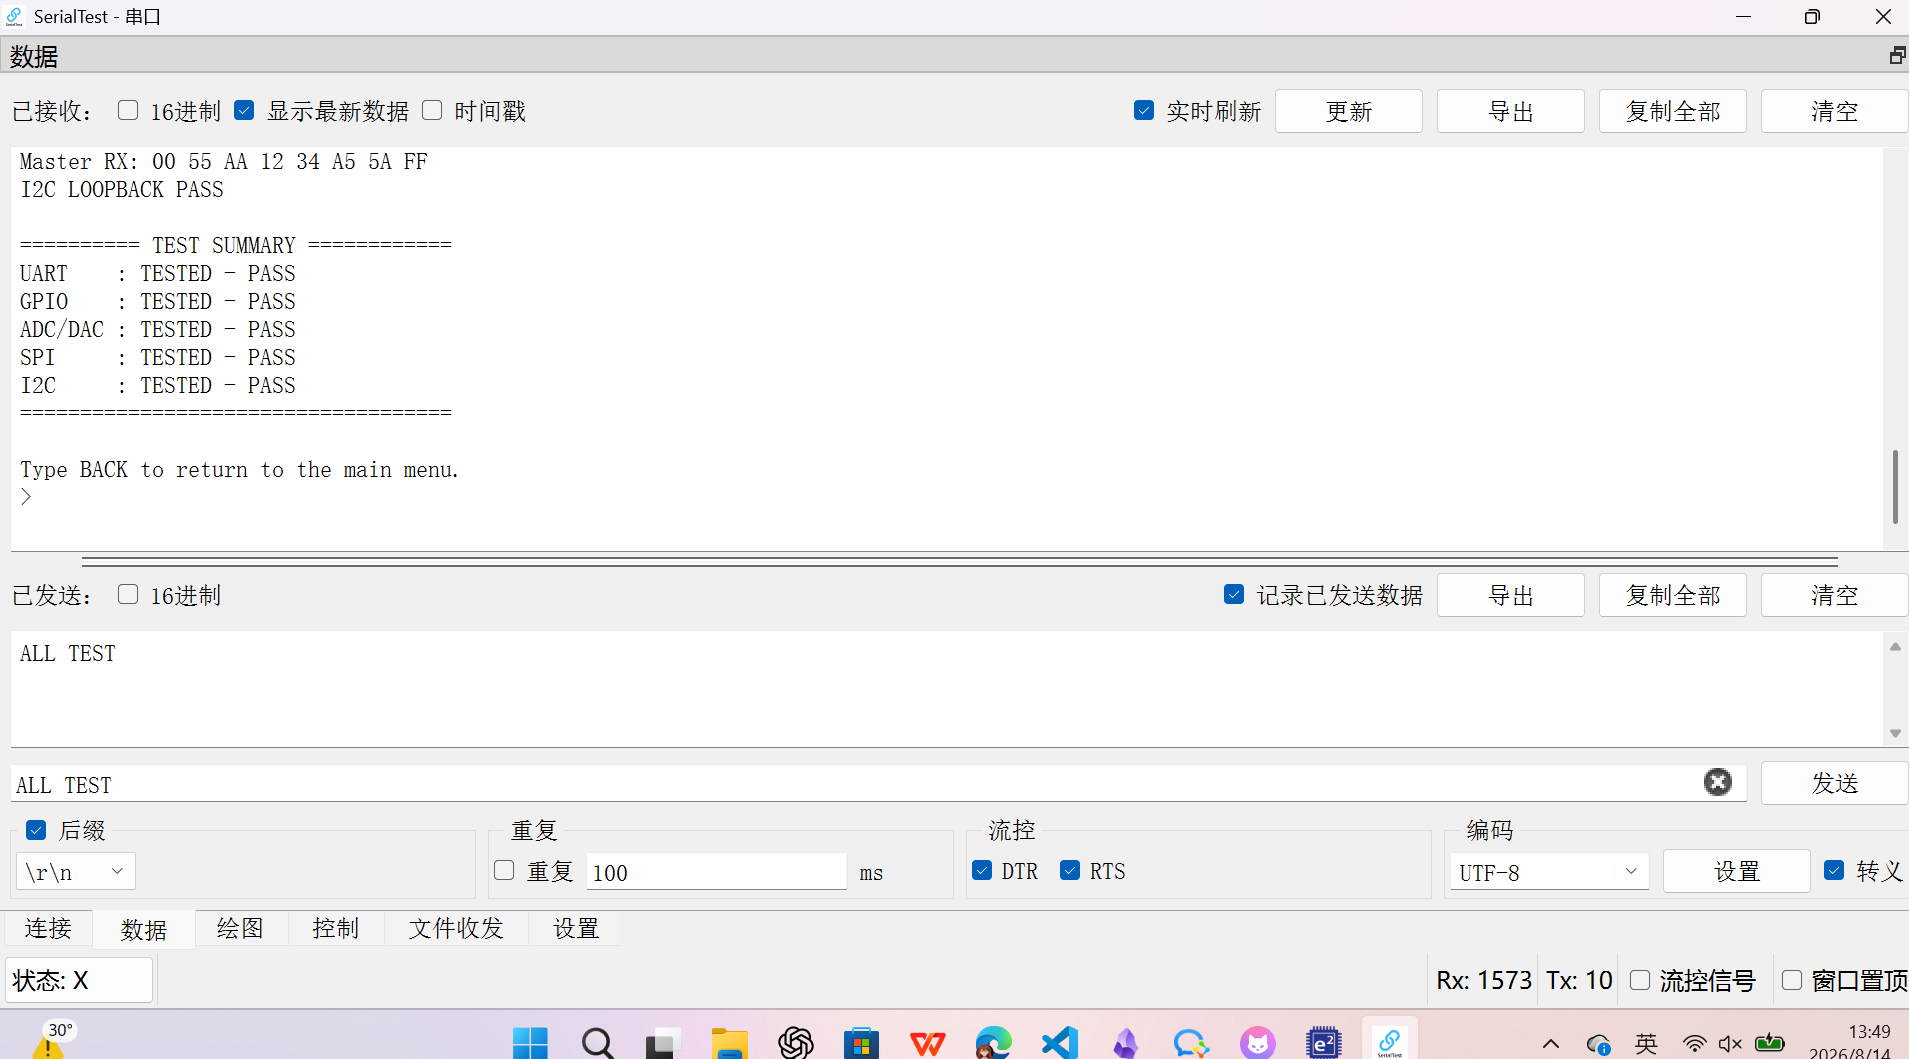 SerialTest - 串口
数据
已接收： 16进制 显示最新数据 时间戳 实时刷新 更新 导出 复制全部 清空
Master RX: 00 55 AA 12 34 A5 5A FF
I2C LOOPBACK PASS
========== TEST SUMMARY ============
UART    : TESTED - PASS
GPIO    : TESTED - PASS
ADC/DAC : TESTED - PASS
SPI     : TESTED - PASS
I2C     : TESTED - PASS
====================================
Type BACK to return to the main menu.
>
已发送： 16进制 记录已发送数据 导出 复制全部 清空
ALL TEST
ALL TEST 发送
后缀 重复 流控 编码
\r\n 重复 100 ms DTR RTS UTF-8 设置 转义
连接 数据 绘图 控制 文件收发 设置
状态: X Rx: 1573 Tx: 10 流控信号 窗口置顶
30° e² SerialTest 英 13:49
2026/8/14